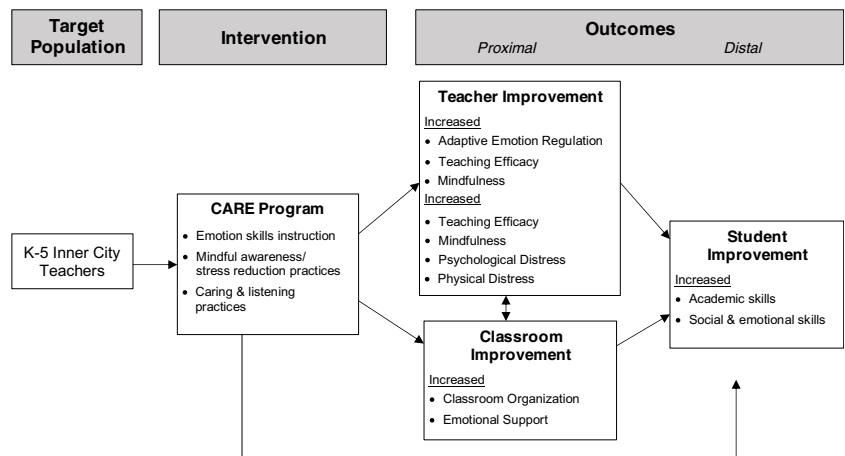 Target
Population
Intervention
Outcomes
Proximal
Distal
K-5 Inner City
Teachers
CARE Program
• Emotion skills instruction
• Mindful awareness/
stress reduction practices
• Caring & listening
practices
Teacher Improvement
Increased
• Adaptive Emotion Regulation
• Teaching Efficacy
• Mindfulness
Increased
• Teaching Efficacy
• Mindfulness
• Psychological Distress
• Physical Distress
Classroom
Improvement
Increased
• Classroom Organization
• Emotional Support
Student
Improvement
Increased
• Academic skills
• Social & emotional skills